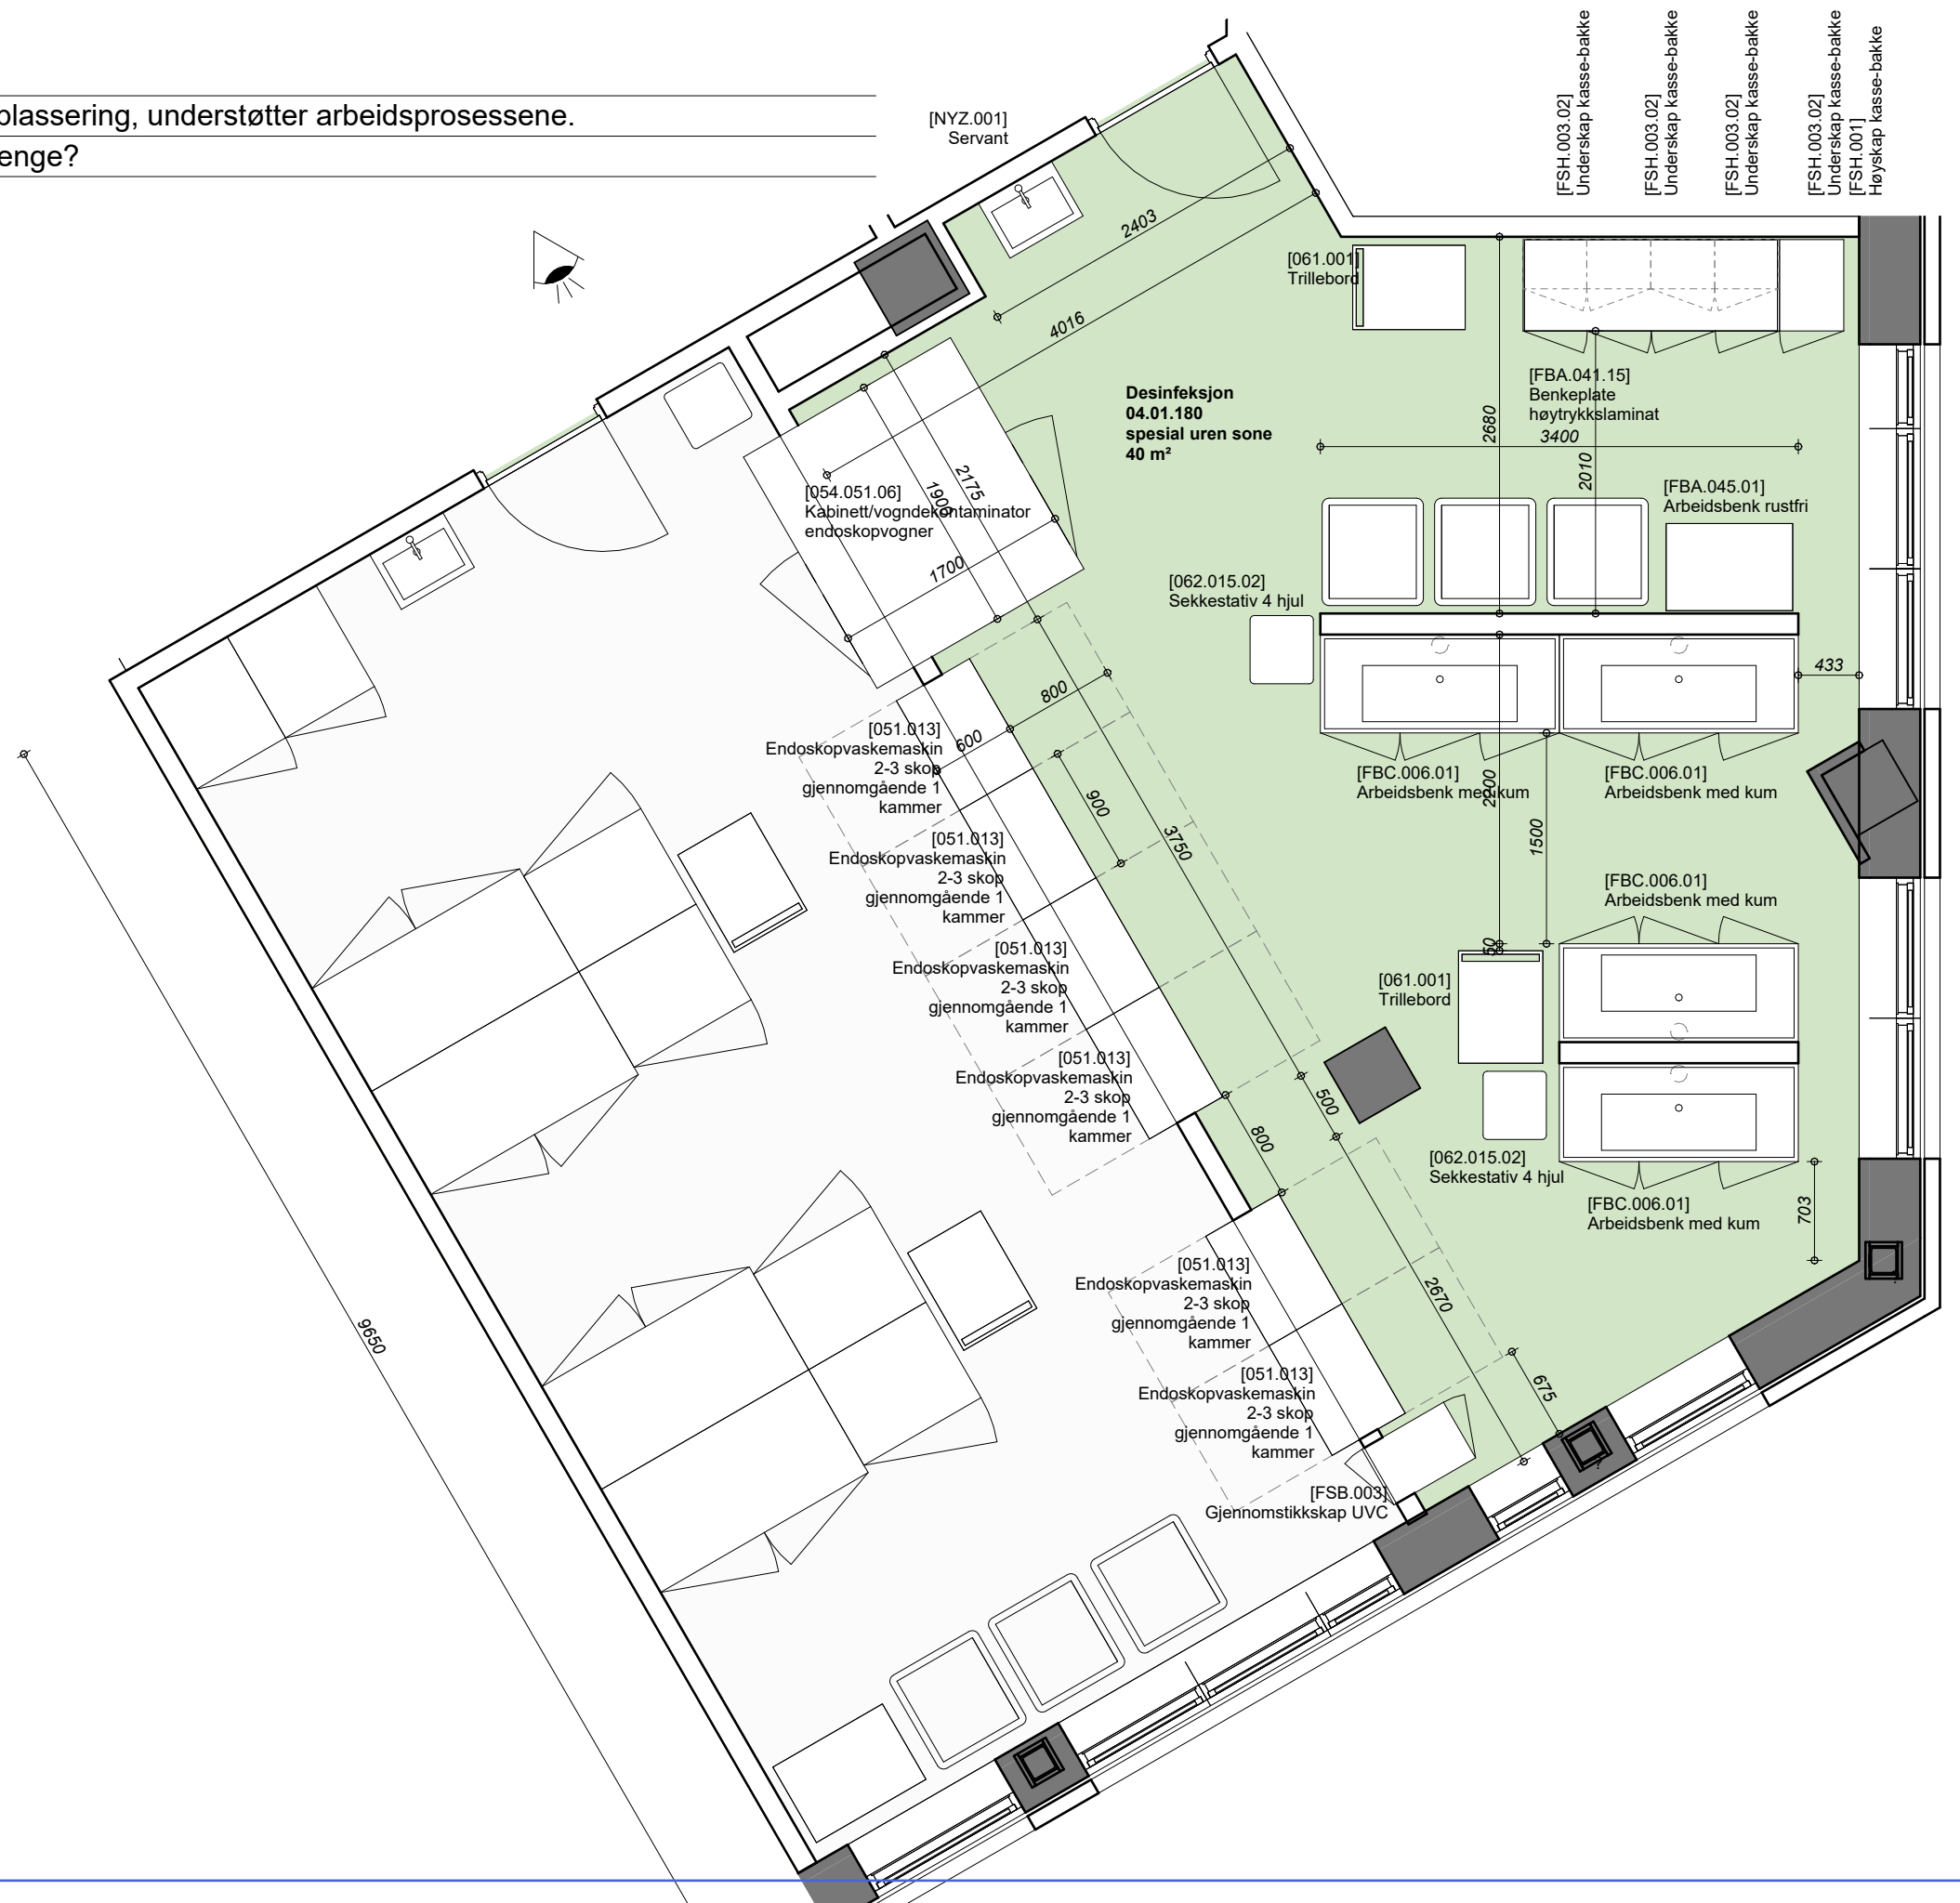 plassering, understøtter arbeidsprosessene.
enge?
[NYZ.001]
Servant
[FSH.003.02]
Underskap kasse-bakke
[FSH.003.02]
Underskap kasse-bakke
[FSH.003.02]
Underskap kasse-bakke
[FSH.003.02]
Underskap kasse-bakke
[FSH.001]
Høyskap kasse-bakke
2403
4016
[061.001]
Trillebord
Desinfeksjon
04.01.180
spesial uren sone
40 m²
[FBA.041.15]
Benkeplate
høytrykkslaminat
2680
3400
2010
[FBA.045.01]
Arbeidsbenk rustfri
[054.051.06]
Kabinett/vogndekontaminator
endoskopvogner
1900
2175
1700
[062.015.02]
Sekkestativ 4 hjul
433
800
600
900
3750
[051.013]
Endoskopvaskemaskin
2-3 skop
gjennomgående 1
kammer
[051.013]
Endoskopvaskemaskin
2-3 skop
gjennomgående 1
kammer
[051.013]
Endoskopvaskemaskin
2-3 skop
gjennomgående 1
kammer
[051.013]
Endoskopvaskemaskin
2-3 skop
gjennomgående 1
kammer
[FBC.006.01]
Arbeidsbenk med kum
[FBC.006.01]
Arbeidsbenk med kum
2200
1500
[FBC.006.01]
Arbeidsbenk med kum
50
[061.001]
Trillebord
500
800
[062.015.02]
Sekkestativ 4 hjul
[FBC.006.01]
Arbeidsbenk med kum
703
[051.013]
Endoskopvaskemaskin
2-3 skop
gjennomgående 1
kammer
2670
[051.013]
Endoskopvaskemaskin
2-3 skop
gjennomgående 1
kammer
675
9650
[FSB.003]
Gjennomstikkskap UVC
?